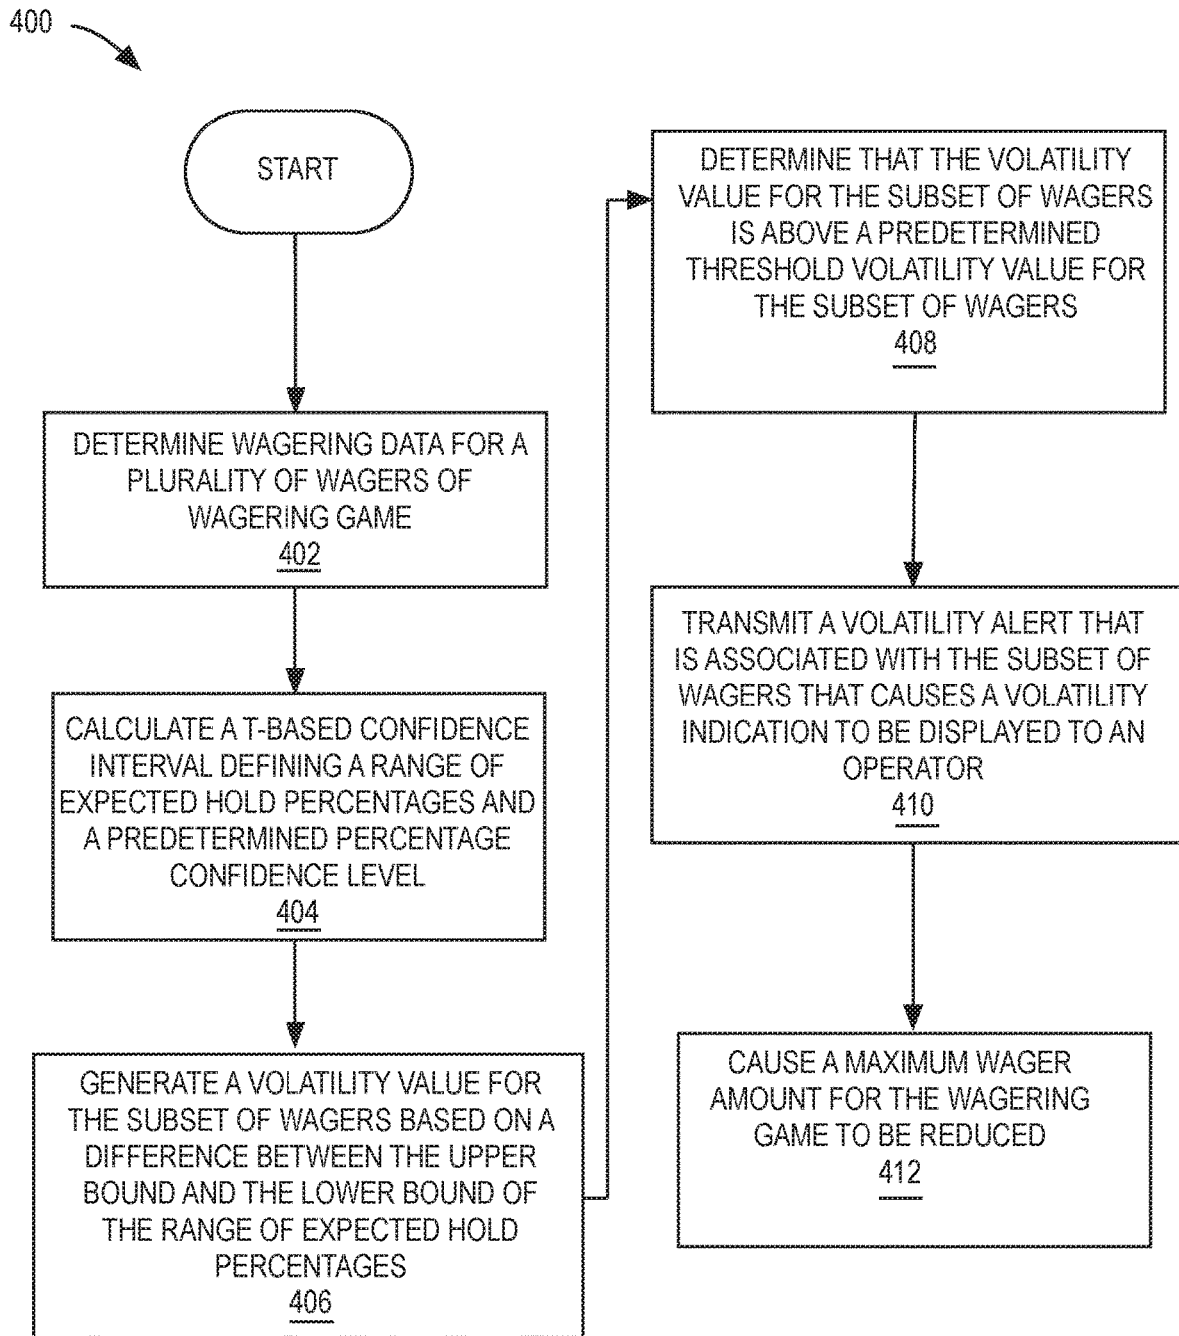 400
START
DETERMINE WAGERING DATA FOR A
PLURALITY OF WAGERS OF
WAGERING GAME
402
CALCULATE A T-BASED CONFIDENCE
INTERVAL DEFINING A RANGE OF
EXPECTED HOLD PERCENTAGES AND
A PREDETERMINED PERCENTAGE
CONFIDENCE LEVEL
404
GENERATE A VOLATILITY VALUE FOR
THE SUBSET OF WAGERS BASED ON A
DIFFERENCE BETWEEN THE UPPER
BOUND AND THE LOWER BOUND OF
THE RANGE OF EXPECTED HOLD
PERCENTAGES
406
DETERMINE THAT THE VOLATILITY
VALUE FOR THE SUBSET OF WAGERS
IS ABOVE A PREDETERMINED
THRESHOLD VOLATILITY VALUE FOR
THE SUBSET OF WAGERS
408
TRANSMIT A VOLATILITY ALERT THAT
IS ASSOCIATED WITH THE SUBSET OF
WAGERS THAT CAUSES A VOLATILITY
INDICATION TO BE DISPLAYED TO AN
OPERATOR
410
CAUSE A MAXIMUM WAGER
AMOUNT FOR THE WAGERING
GAME TO BE REDUCED
412